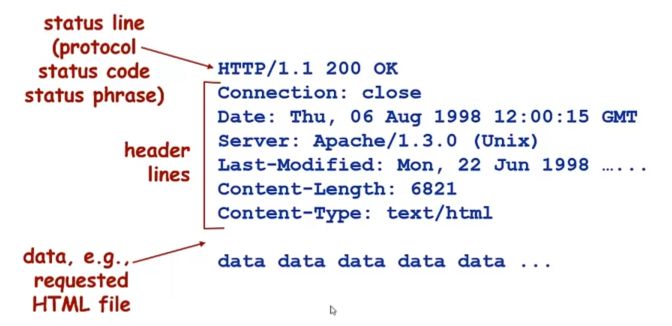 status line
(protocol
status code
status phrase)
HTTP/1.1 200 OK
Connection: close
Date: Thu, 06 Aug 1998 12:00:15 GMT
Server: Apache/1.3.0 (Unix)
Last-Modified: Mon, 22 Jun 1998 …...
Content-Length: 6821
Content-Type: text/html
header
lines
data, e.g.,
requested
HTML file
data data data data data ...